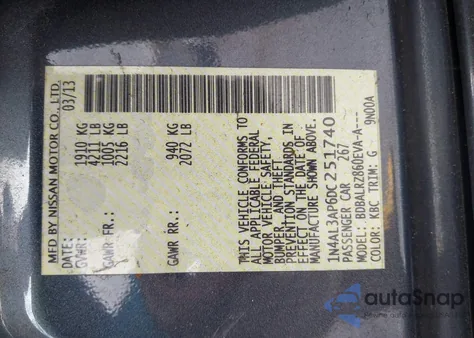 MFD BY NISSAN MOTOR CO., LTD
DATE: 03/13
GVWR: 1910 KG
4211 LB
GAWR FR.: 1005 KG
2216 LB
GAWR RR.: 940 KG
2072 LB
THIS VEHICLE CONFORMS TO
ALL APPLICABLE FEDERAL
MOTOR VEHICLE SAFETY,
BUMPER, AND THEFT
PREVENTION STANDARDS IN
EFFECT ON THE DATE OF
MANUFACTURE SHOWN ABOVE.
1N4AL3AP6DC251740
PASSENGER CAR 267
MODEL: BDBALRZ860EVA-A---
COLOR: KBC TRIM: G 9N00A
autoSnap